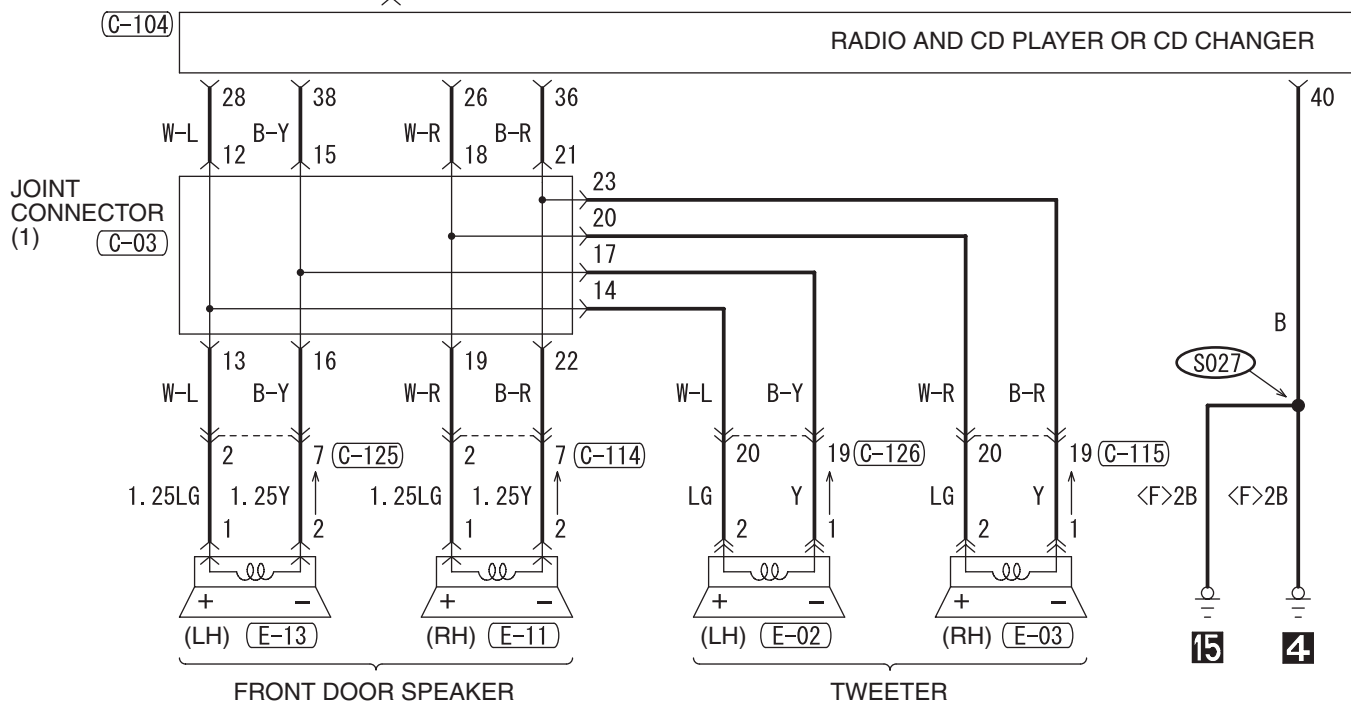 C-104
RADIO AND CD PLAYER OR CD CHANGER
28 38 26 36 40
W-L B-Y W-R B-R
12 15 18 21
JOINT
CONNECTOR
(1) C-03
23
20
17
14
B
13 16 19 22
S027
W-L B-Y W-R B-R W-L B-Y W-R B-R
2 7 C-125 2 7 C-114 20 19 C-126 20 19 C-115
1.25LG 1.25Y 1.25LG 1.25Y LG Y LG Y <F>2B <F>2B
1 2 1 2 2 1 2 1
+ − + − + − + −
(LH) E-13 (RH) E-11 (LH) E-02 (RH) E-03 15 4
FRONT DOOR SPEAKER TWEETER